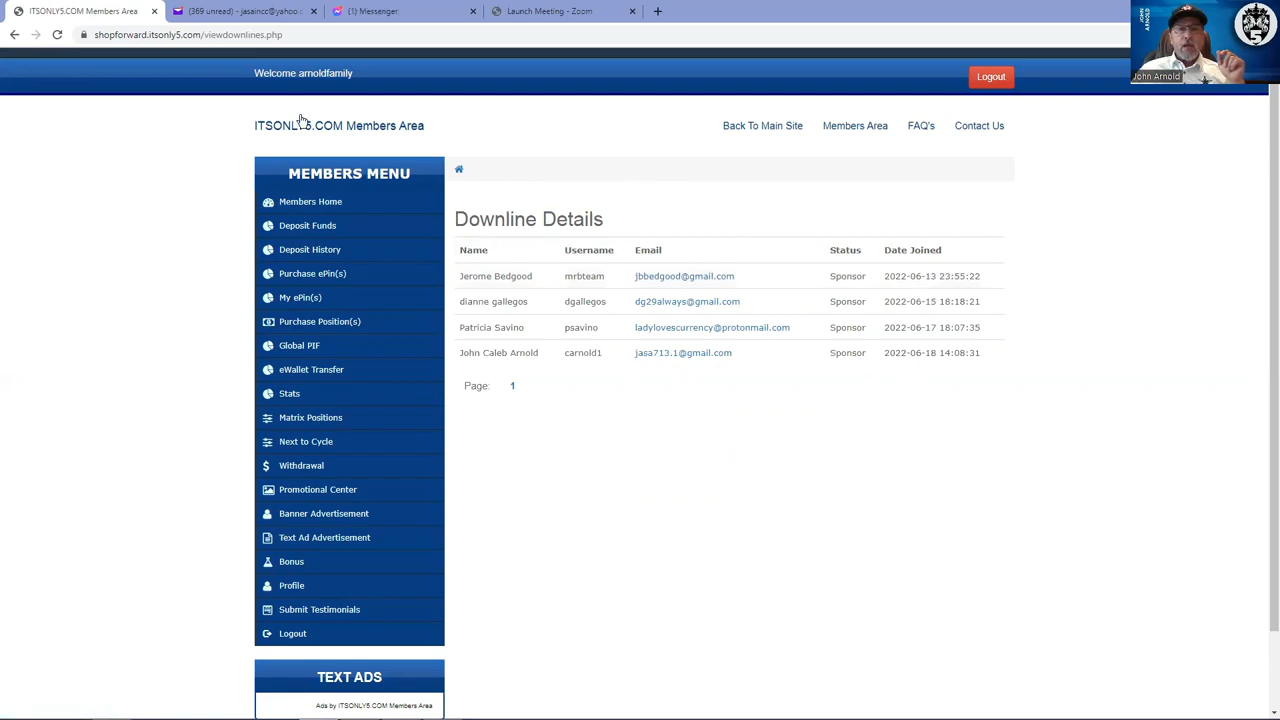 ITSONLY5.COM Members Area
(369 unread) - jasaincc@yahoo.c
(1) Messenger
Launch Meeting - Zoom
shopforward.itsonly5.com/viewdownlines.php
JOHN ARNOLD
5
John Arnold
Welcome arnoldfamily
Logout
ITSONLY5.COM Members Area
Back To Main Site Members Area FAQ's Contact Us
MEMBERS MENU
Members Home
Deposit Funds
Deposit History
Purchase ePin(s)
My ePin(s)
Purchase Position(s)
Global PIF
eWallet Transfer
Stats
Matrix Positions
Next to Cycle
Withdrawal
Promotional Center
Banner Advertisement
Text Ad Advertisement
Bonus
Profile
Submit Testimonials
Logout
TEXT ADS
Ads by ITSONLY5.COM Members Area
Downline Details
Name Username Email Status Date Joined
Jerome Bedgood mrbteam jbbedgood@gmail.com Sponsor 2022-06-13 23:55:22
dianne gallegos dgallegos dg29always@gmail.com Sponsor 2022-06-15 18:18:21
Patricia Savino psavino ladylovescurrency@protonmail.com Sponsor 2022-06-17 18:07:35
John Caleb Arnold carnold1 jasa713.1@gmail.com Sponsor 2022-06-18 14:08:31
Page: 1